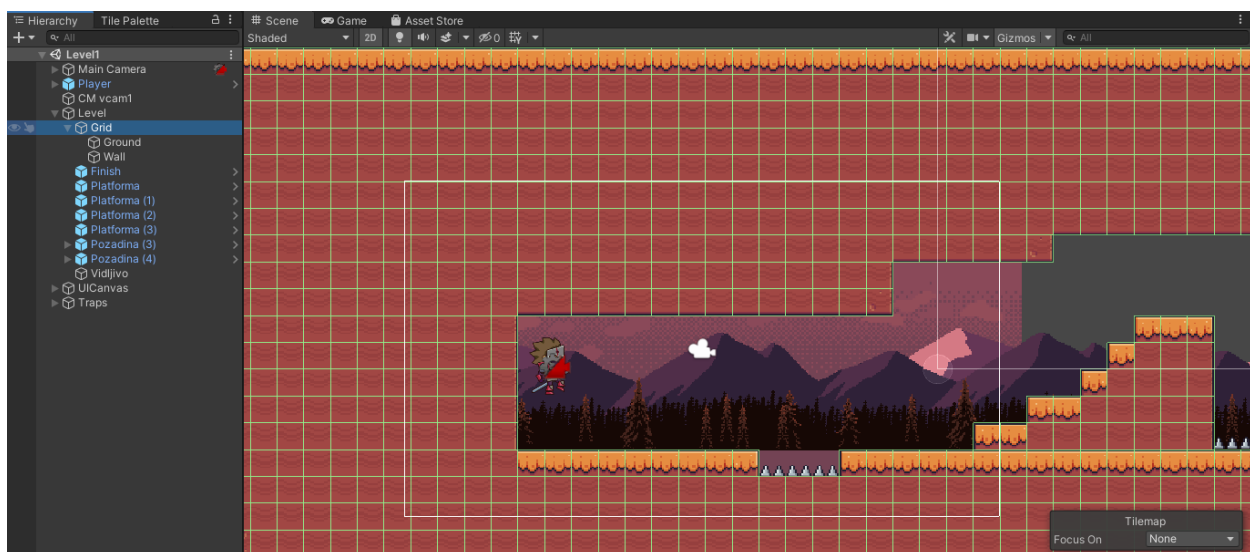 Hierarchy Tile Palette
Scene Game Asset Store
All
Shaded 2D 0 Gizmos All
Level1
Main Camera
Player
CM vcam1
Level
Grid
Ground
Wall
Finish
Platforma
Platforma (1)
Platforma (2)
Platforma (3)
Pozadina (3)
Pozadina (4)
Vidljivo
UICanvas
Traps
Tilemap
Focus On None